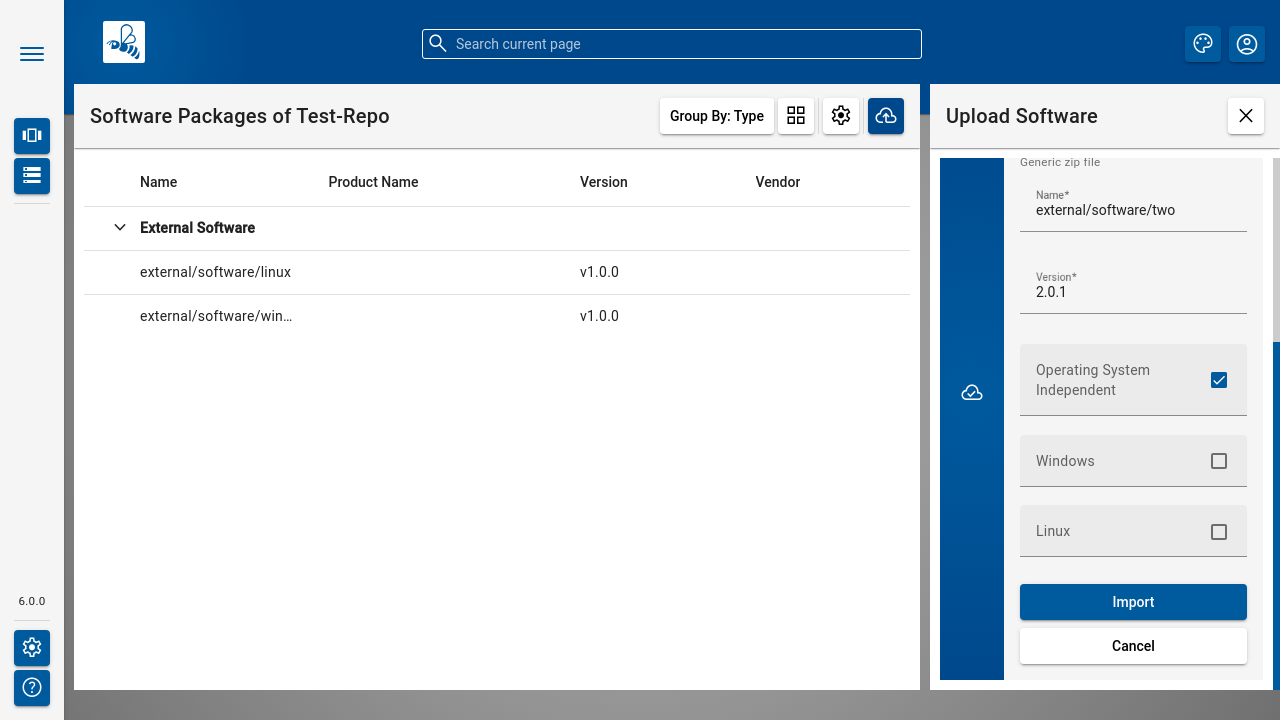 Search current page
Software Packages of Test-Repo
Group By: Type
Upload Software
Name
Product Name
Version
Vendor
External Software
external/software/linux
v1.0.0
external/software/win…
v1.0.0
Generic zip file
Name*
external/software/two
Version*
2.0.1
Operating System
Independent
Windows
Linux
Import
Cancel
6.0.0